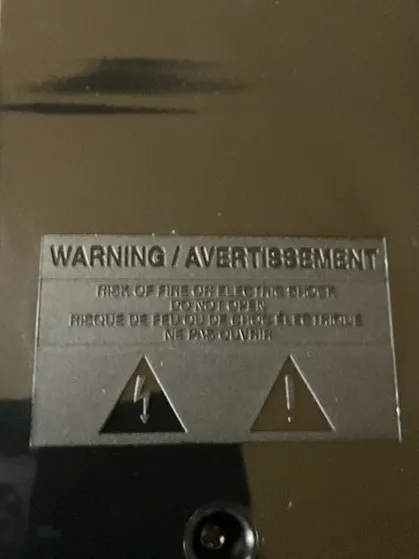 WARNING / AVERTISSEMENT
RISK OF FIRE OR ELECTRIC SHOCK
DO NOT OPEN
RISQUE DE FEU OU DE CHOC ÉLECTRIQUE
NE PAS OUVRIR